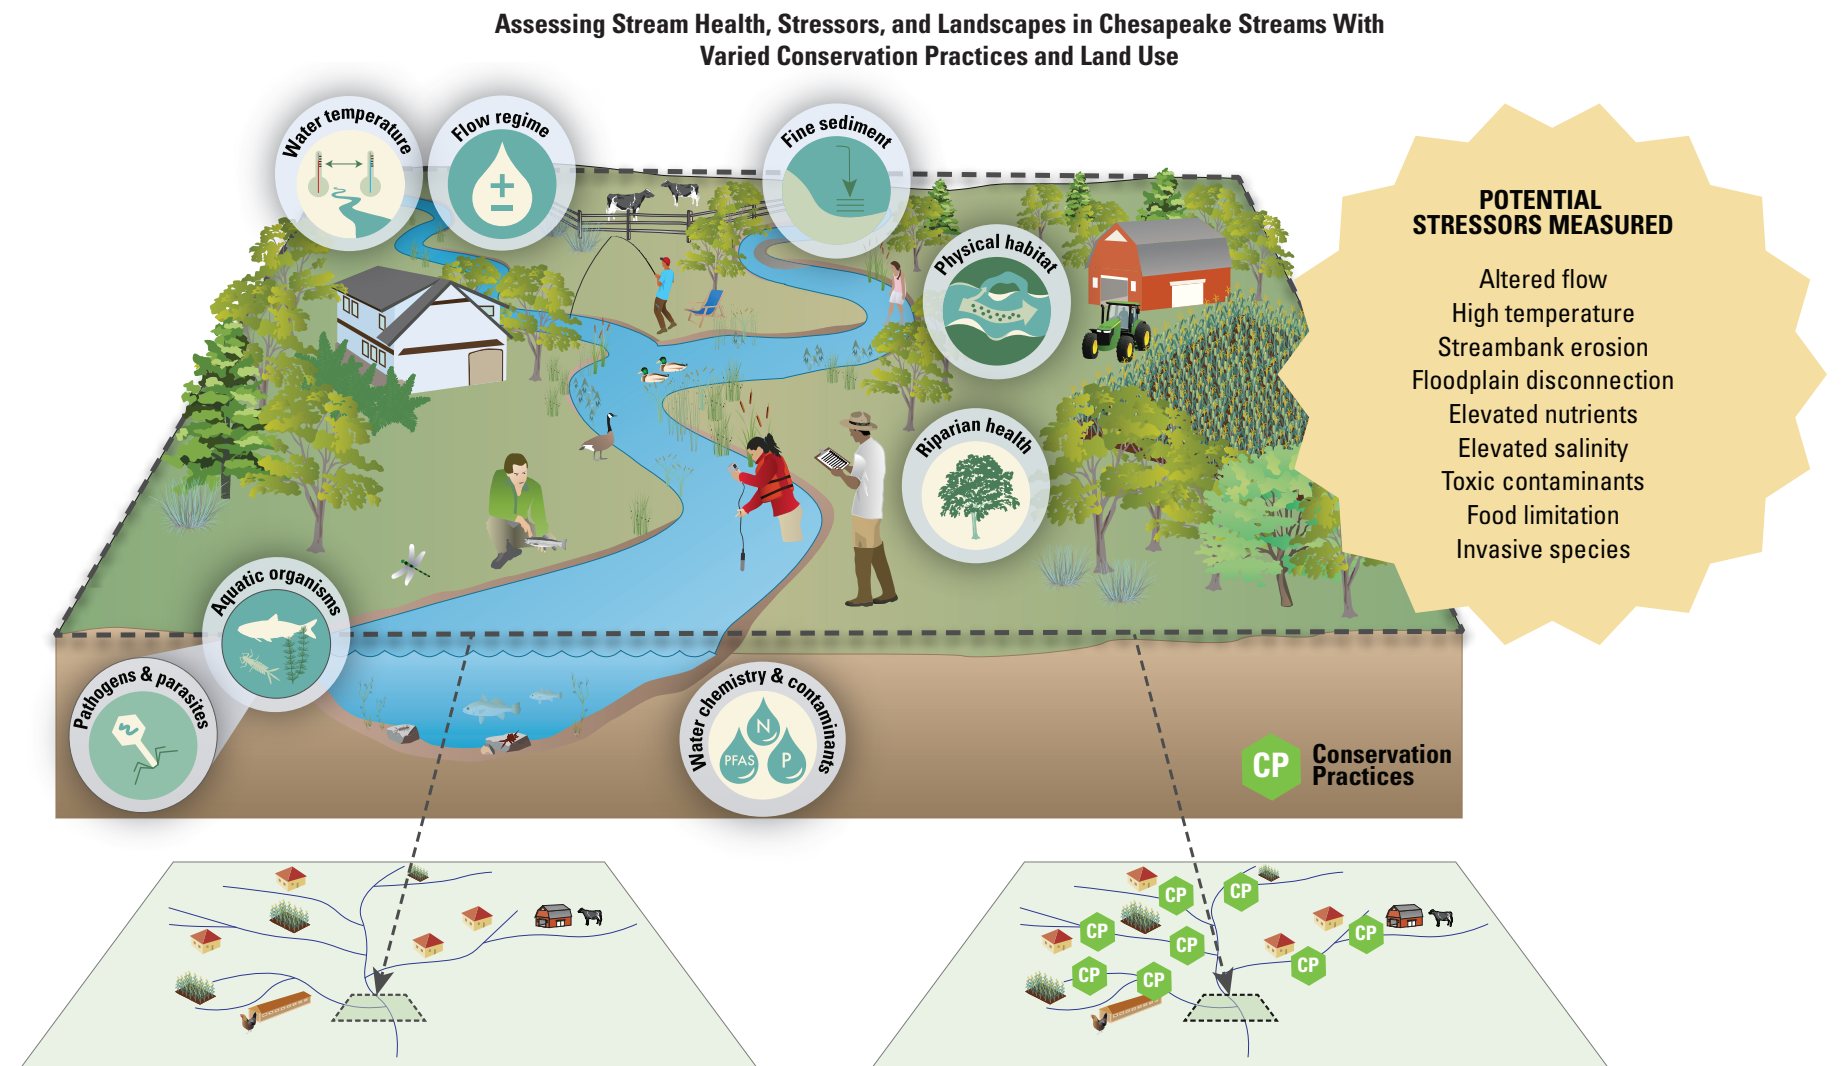 Assessing Stream Health, Stressors, and Landscapes in Chesapeake Streams With
Varied Conservation Practices and Land Use
Water temperature
Flow regime
+
−
Fine sediment
Physical habitat
Riparian health
POTENTIAL
STRESSORS MEASURED
Altered flow
High temperature
Streambank erosion
Floodplain disconnection
Elevated nutrients
Elevated salinity
Toxic contaminants
Food limitation
Invasive species
Aquatic organisms
Pathogens & parasites
Water chemistry & contaminants
N
PFAS
P
CP
Conservation
Practices
CP
CP
CP
CP
CP
CP
CP
CP